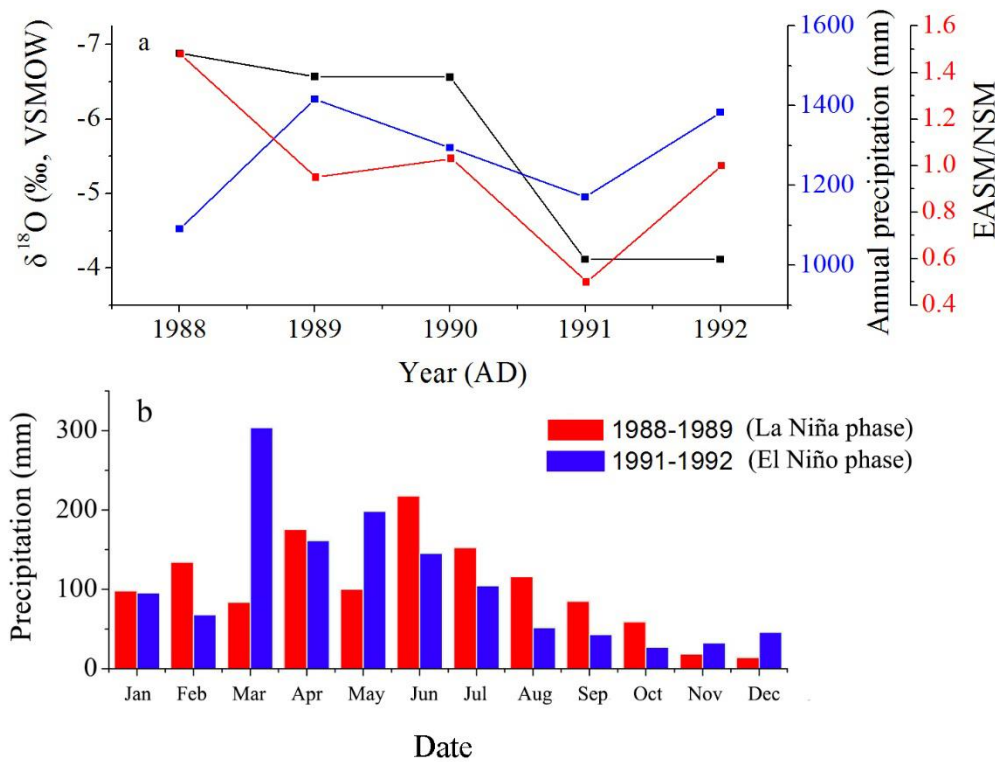 a
δ 18O (‰, VSMOW)
-7
-6
-5
-4
1600
1400
1200
1000
Annual precipitation (mm)
1.6
1.4
1.2
1.0
0.8
0.6
0.4
EASM/NSM
1988 1989 1990 1991 1992
Year (AD)
b
Precipitation (mm)
300
200
100
0
1988-1989 (La Niña phase)
1991-1992 (El Niño phase)
Jan Feb Mar Apr May Jun Jul Aug Sep Oct Nov Dec
Date